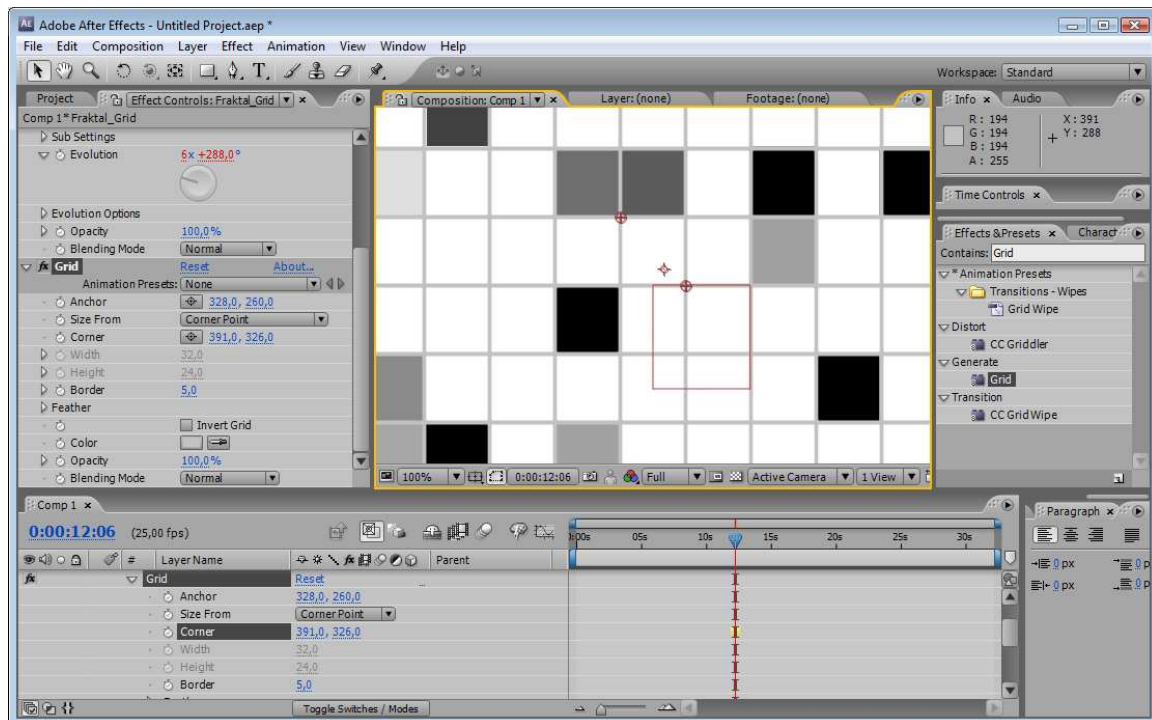 Adobe After Effects - Untitled Project.aep *
File Edit Composition Layer Effect Animation View Window Help
Workspace: Standard
Project Effect Controls: Fraktal_Grid
Comp 1 * Fraktal_Grid
Sub Settings
Evolution 6x +288,0°
Evolution Options
Opacity 100,0%
Blending Mode Normal
fx Grid Reset About...
Animation Presets: None
Anchor 328,0, 260,0
Size From Corner Point
Corner 391,0, 326,0
Width 32,0
Height 24,0
Border 5,0
Feather
Invert Grid
Color
Opacity 100,0%
Blending Mode Normal
Composition: Comp 1 Layer: (none) Footage: (none)
100% 0:00:12:06 Full Active Camera 1 View
Info Audio
R: 194 X: 391
G: 194 Y: 288
B: 194
A: 255
Time Controls
Effects & Presets Charact
Contains: Grid
* Animation Presets
Transitions - Wipes
Grid Wipe
Distort
CC Griddler
Generate
Grid
Transition
CC Grid Wipe
Comp 1
0:00:12:06 (25,00 fps)
# Layer Name Parent
05s 10s 15s 20s 25s 30s
fx Grid Reset
Anchor 328,0, 260,0
Size From Corner Point
Corner 391,0, 326,0
Width 32,0
Height 24,0
Border 5,0
Toggle Switches / Modes
Paragraph
0 px 0 p
0 px 0 p